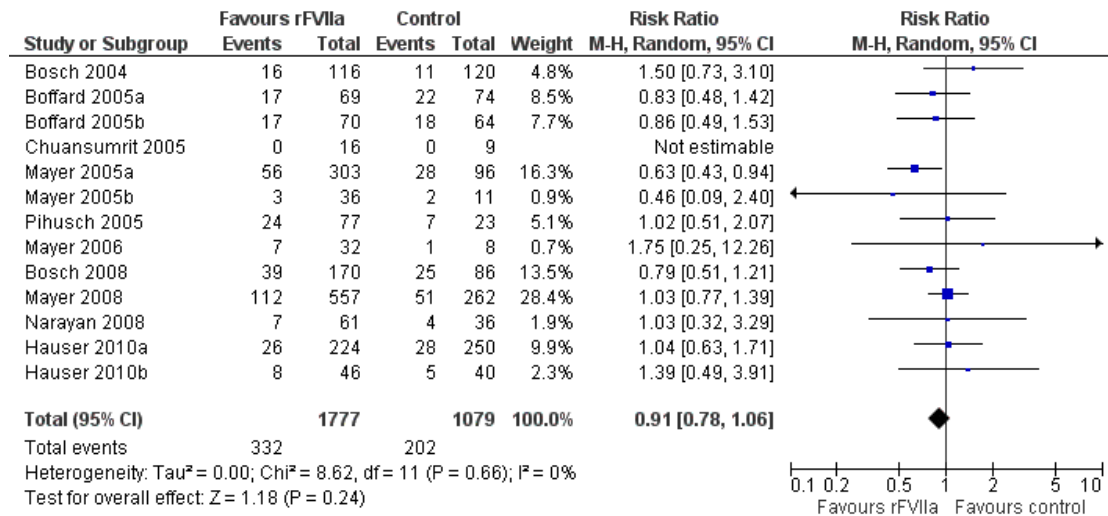 Favours rFVIIa Control Risk Ratio Risk Ratio
Study or Subgroup Events Total Events Total Weight M-H, Random, 95% CI M-H, Random, 95% CI
Bosch 2004 16 116 11 120 4.8% 1.50 [0.73, 3.10]
Boffard 2005a 17 69 22 74 8.5% 0.83 [0.48, 1.42]
Boffard 2005b 17 70 18 64 7.7% 0.86 [0.49, 1.53]
Chuansumrit 2005 0 16 0 9 Not estimable
Mayer 2005a 56 303 28 96 16.3% 0.63 [0.43, 0.94]
Mayer 2005b 3 36 2 11 0.9% 0.46 [0.09, 2.40]
Pihusch 2005 24 77 7 23 5.1% 1.02 [0.51, 2.07]
Mayer 2006 7 32 1 8 0.7% 1.75 [0.25, 12.26]
Bosch 2008 39 170 25 86 13.5% 0.79 [0.51, 1.21]
Mayer 2008 112 557 51 262 28.4% 1.03 [0.77, 1.39]
Narayan 2008 7 61 4 36 1.9% 1.03 [0.32, 3.29]
Hauser 2010a 26 224 28 250 9.9% 1.04 [0.63, 1.71]
Hauser 2010b 8 46 5 40 2.3% 1.39 [0.49, 3.91]
Total (95% CI) 1777 1079 100.0% 0.91 [0.78, 1.06]
Total events 332 202
Heterogeneity: Tau² = 0.00; Chi² = 8.62, df = 11 (P = 0.66); I² = 0%
Test for overall effect: Z = 1.18 (P = 0.24)
0.1 0.2 0.5 1 2 5 10
Favours rFVIIa Favours control